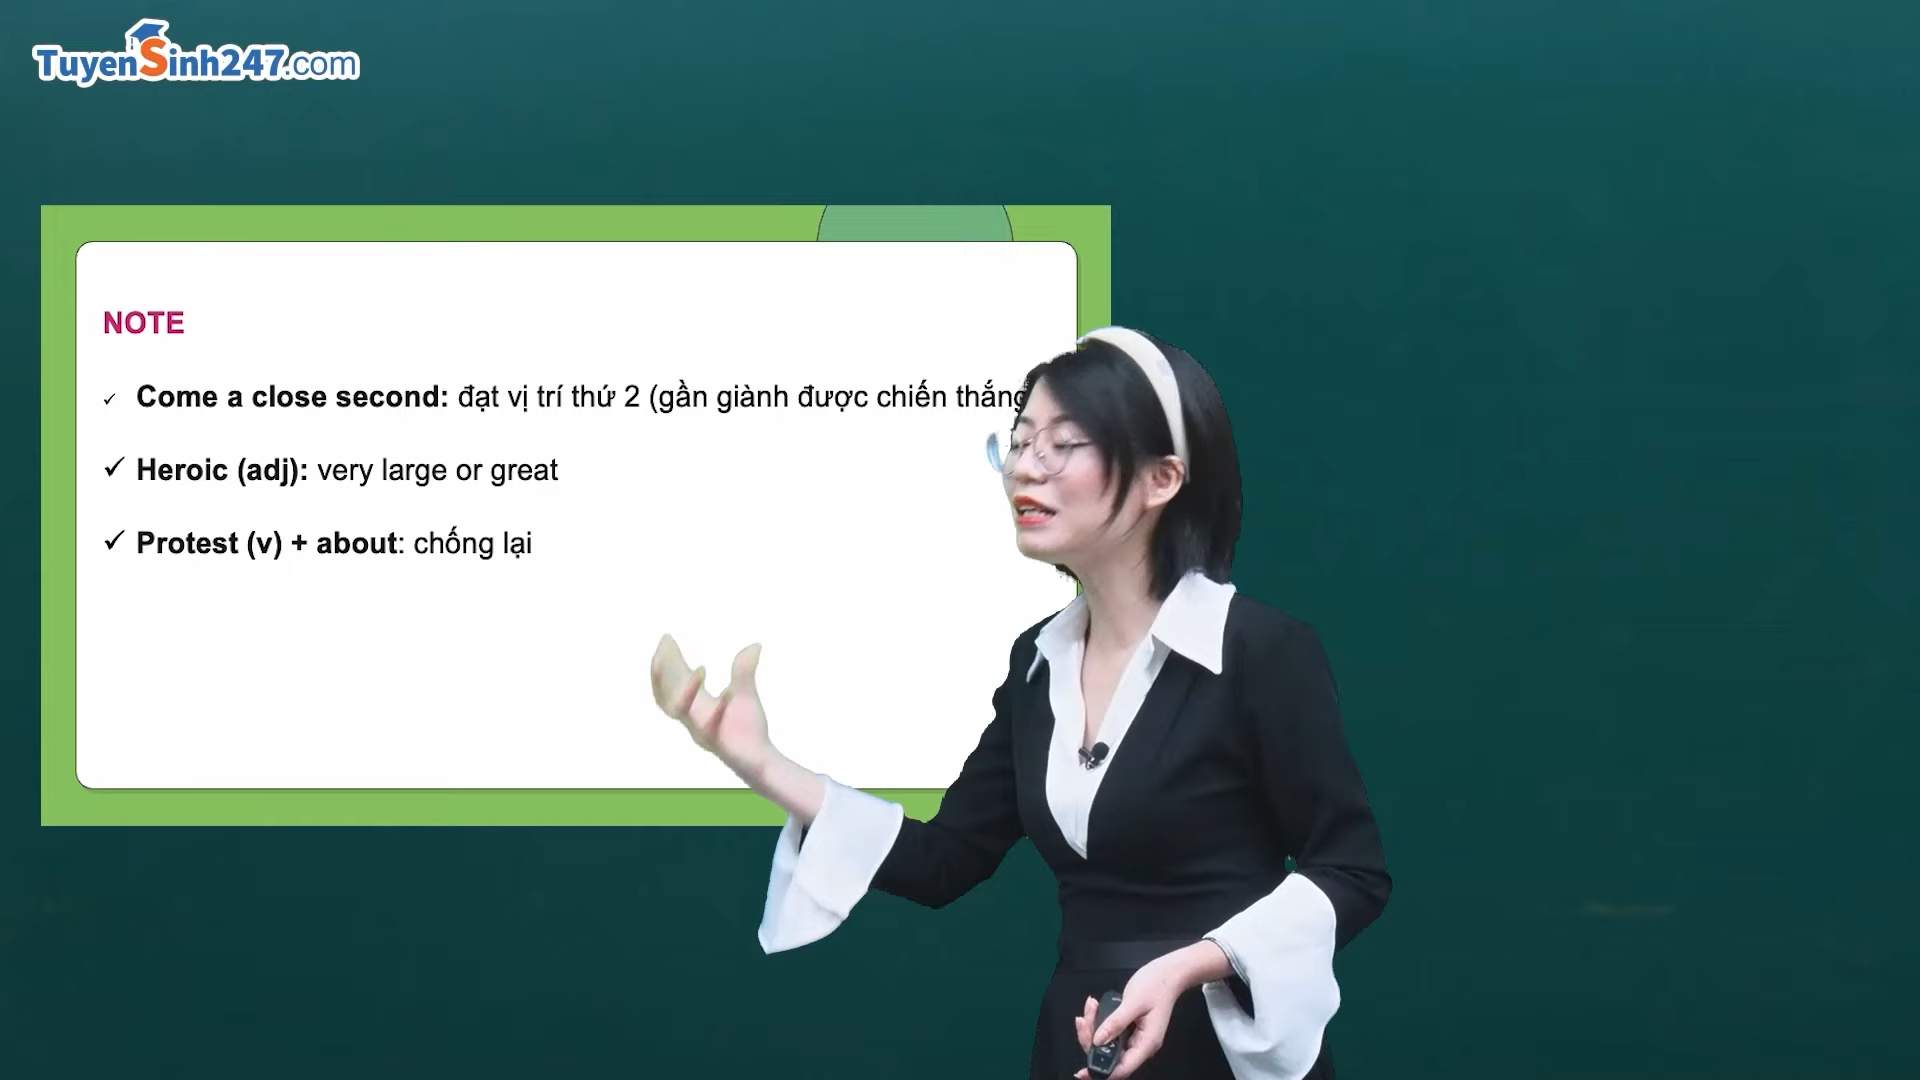 TuyenSinh247.com
NOTE
✓ Come a close second: đạt vị trí thứ 2 (gần giành được chiến thắng
✓ Heroic (adj): very large or great
✓ Protest (v) + about: chống lại